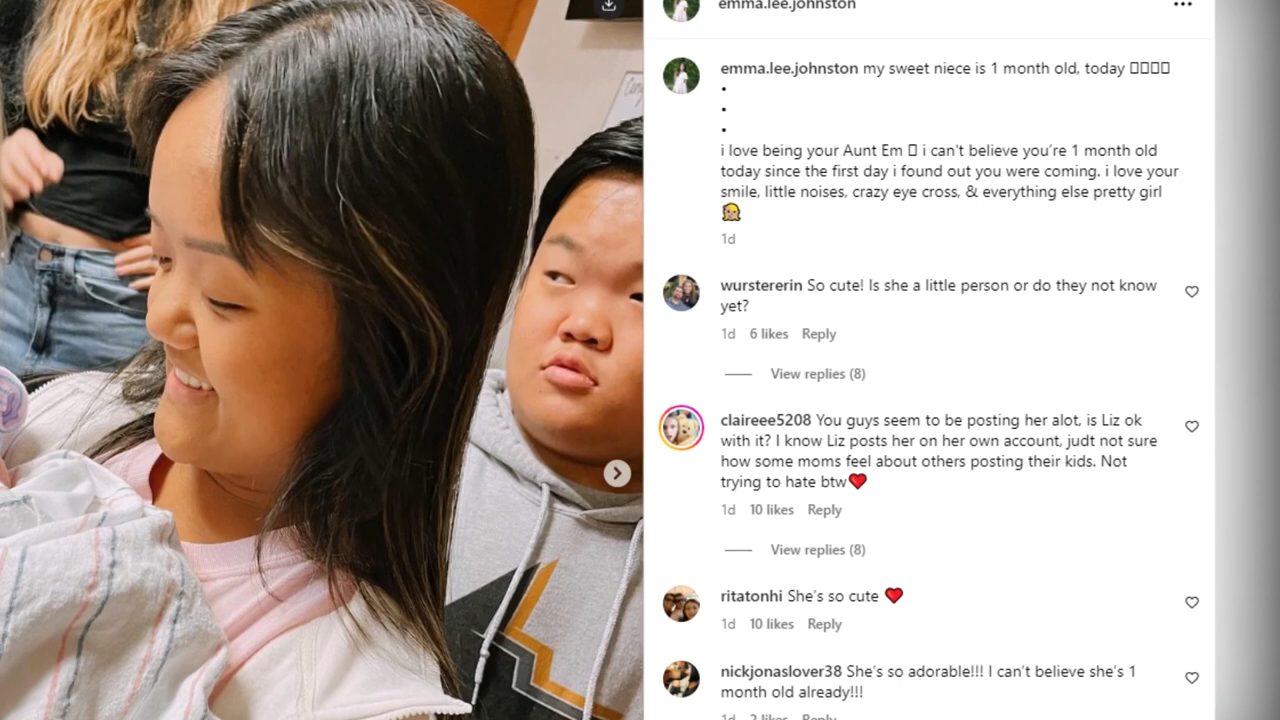 emma.lee.johnston
emma.lee.johnston my sweet niece is 1 month old, today
•
•
•
i love being your Aunt Em i can't believe you're 1 month old
today since the first day i found out you were coming. i love your
smile, little noises, crazy eye cross, & everything else pretty girl
1d
wurstererin So cute! Is she a little person or do they not know
yet?
1d 6 likes Reply
View replies (8)
claireee5208 You guys seem to be posting her alot, is Liz ok
with it? I know Liz posts her on her own account, judt not sure
how some moms feel about others posting their kids. Not
trying to hate btw❤️
1d 10 likes Reply
View replies (8)
ritatonhi She's so cute ❤️
1d 10 likes Reply
nickjonaslover38 She's so adorable!!! I can't believe she's 1
month old already!!!
1d 2 likes Reply